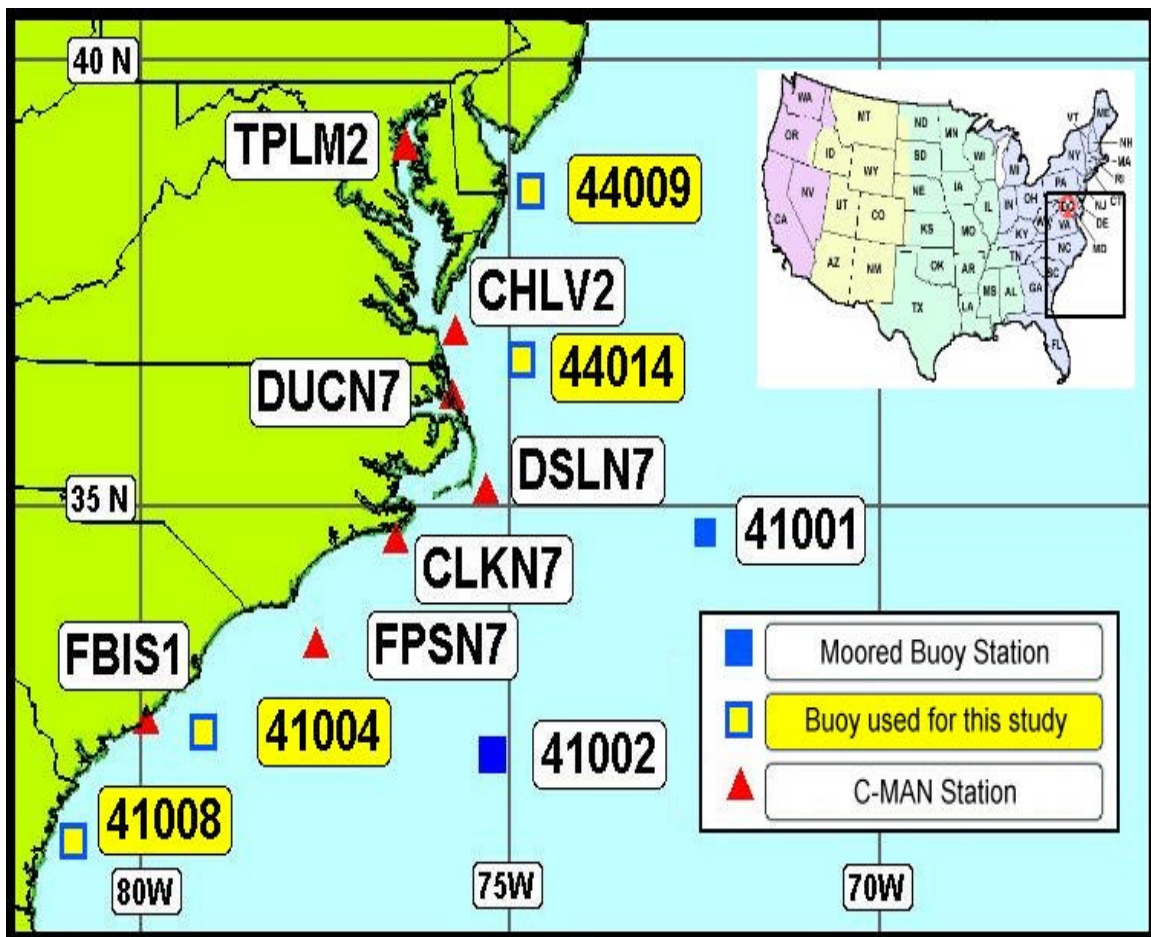 40 N
TPLM2
44009
CHLV2
44014
DUCN7
DSLN7
35 N
41001
CLKN7
FPSN7
FBIS1
41004
41002
41008
80W
75W
70W
Moored Buoy Station
Buoy used for this study
C-MAN Station
WA
OR
CA
NV
ID
MT
WY
UT
CO
AZ
NM
ND
SD
NE
KS
OK
TX
MN
IA
MO
AR
LA
WI
IL
MI
IN
OH
KY
TN
MS
AL
GA
FL
SC
NC
VA
DC
PA
NY
VT
ME
NH
MA
RI
CT
NJ
DE
MD